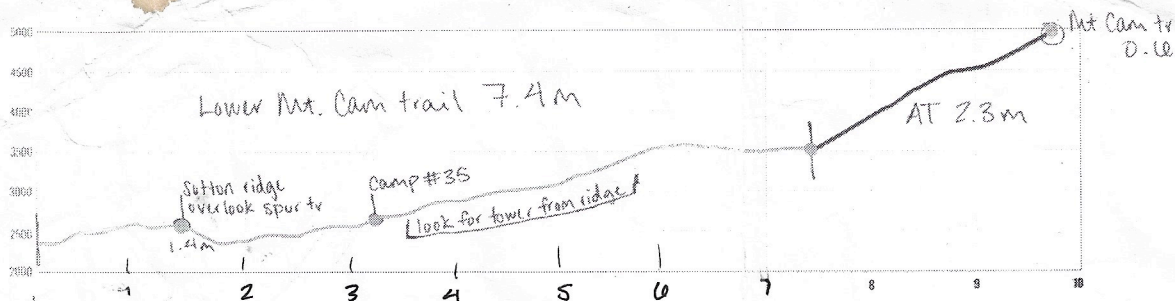 5000
Mt Cam tr
4500
Lower Mt. Cam trail 7.4m
AT 2.3m
4000
3500
Sutton ridge
overlook spur tr
Camp #35
3000
look for tower from ridge
2500
1.4m
2000
1
2
3
4
5
6
7
8
9
10